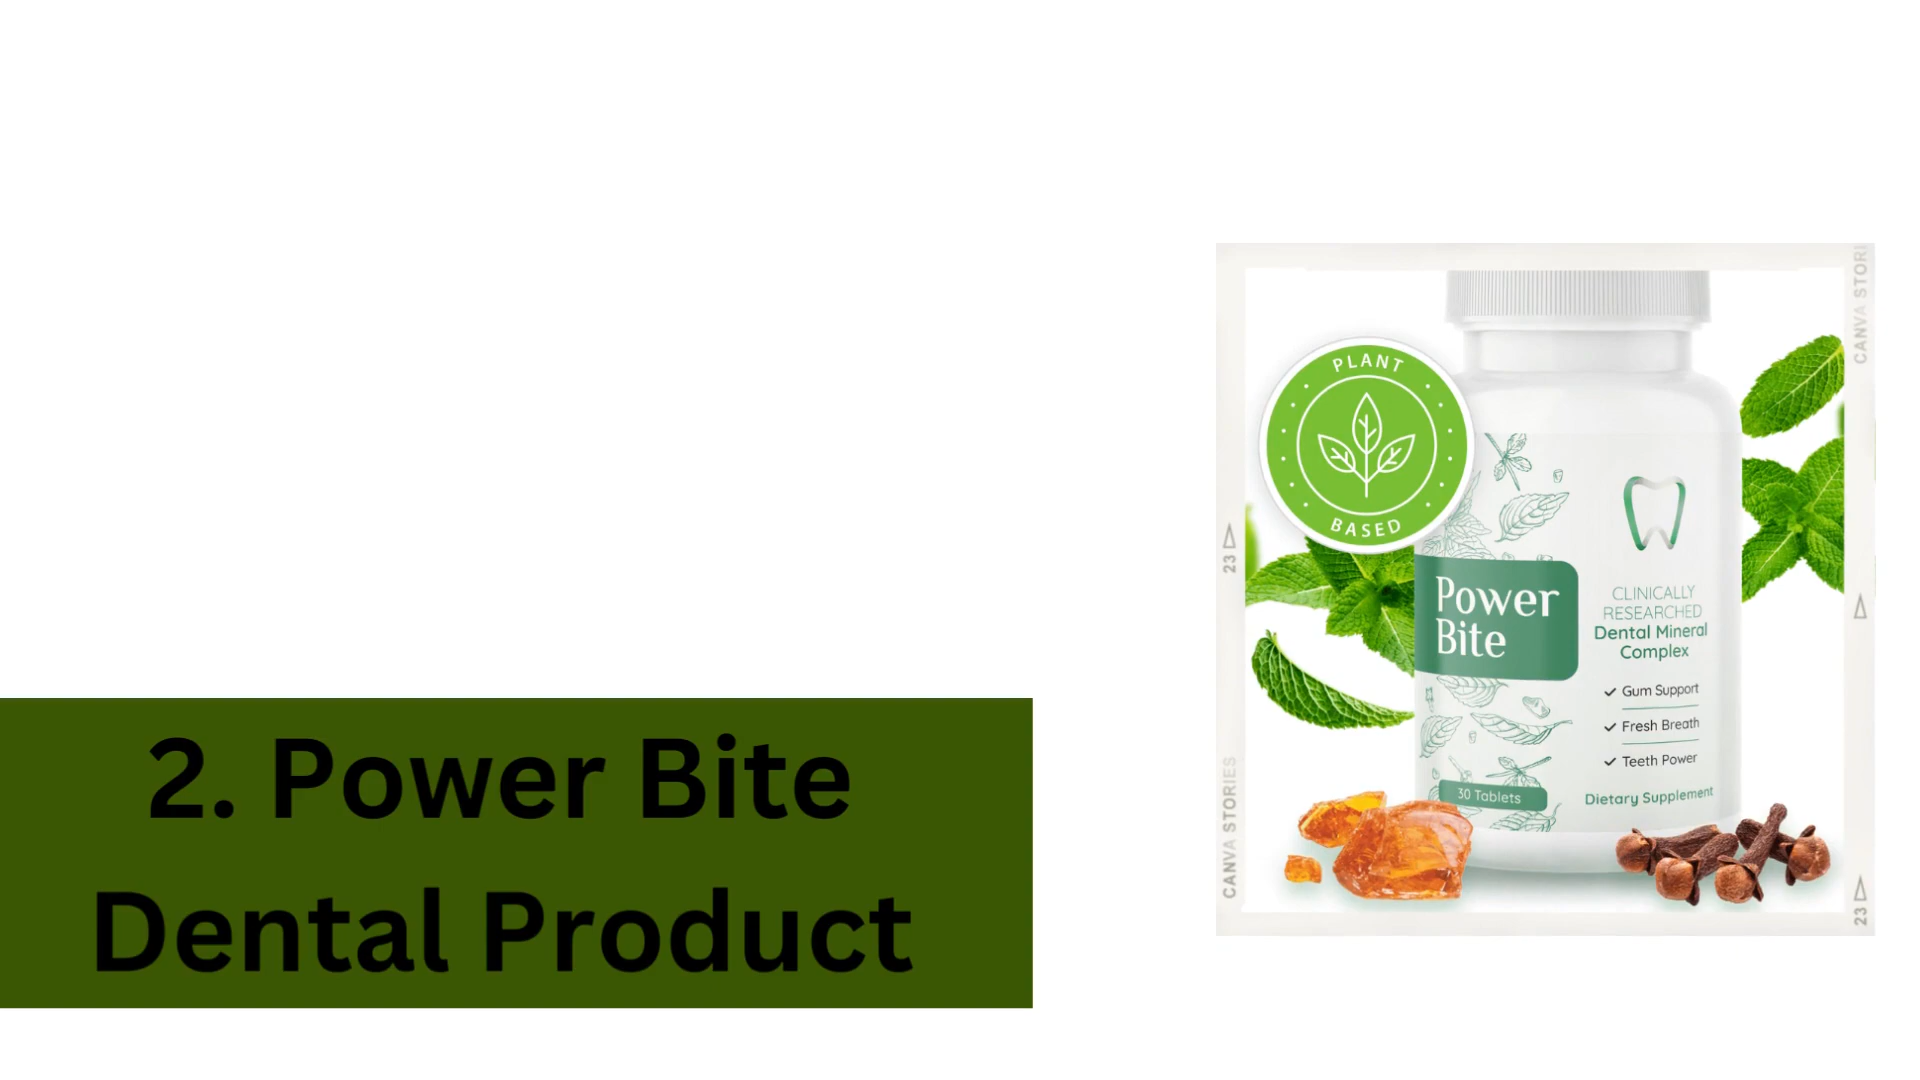 2. Power Bite
Dental Product
PLANT
BASED
Power
Bite
30 Tablets
CLINICALLY
RESEARCHED
Dental Mineral
Complex
✓ Gum Support
✓ Fresh Breath
✓ Teeth Power
Dietary Supplement
CANVA STORI
23
CANVA STORIES
23